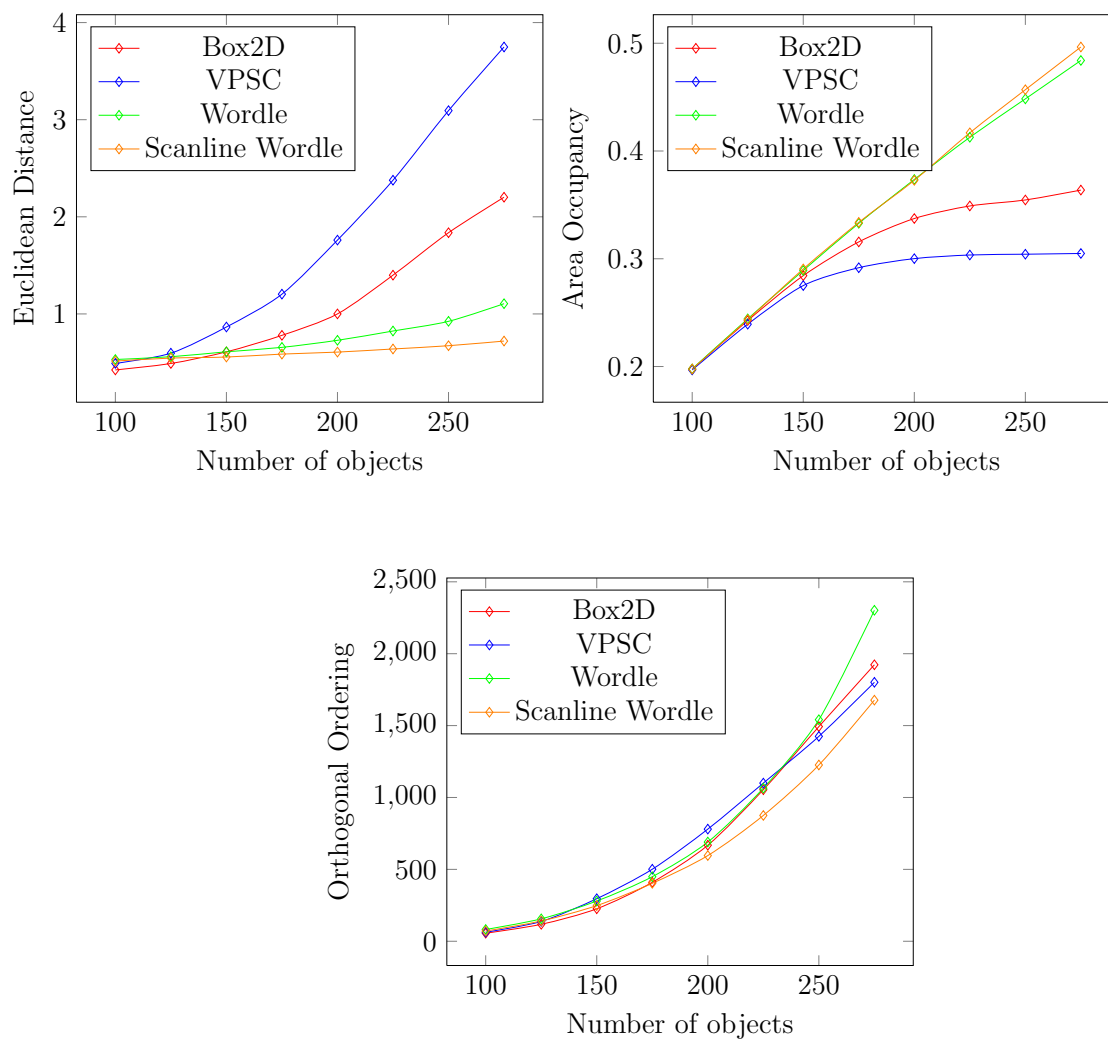 4
3
2
1
Euclidean Distance
Box2D
VPSC
Wordle
Scanline Wordle
100 150 200 250
Number of objects
0.5
0.4
0.3
0.2
Area Occupancy
Box2D
VPSC
Wordle
Scanline Wordle
100 150 200 250
Number of objects
2,500
2,000
1,500
1,000
500
0
Orthogonal Ordering
Box2D
VPSC
Wordle
Scanline Wordle
100 150 200 250
Number of objects